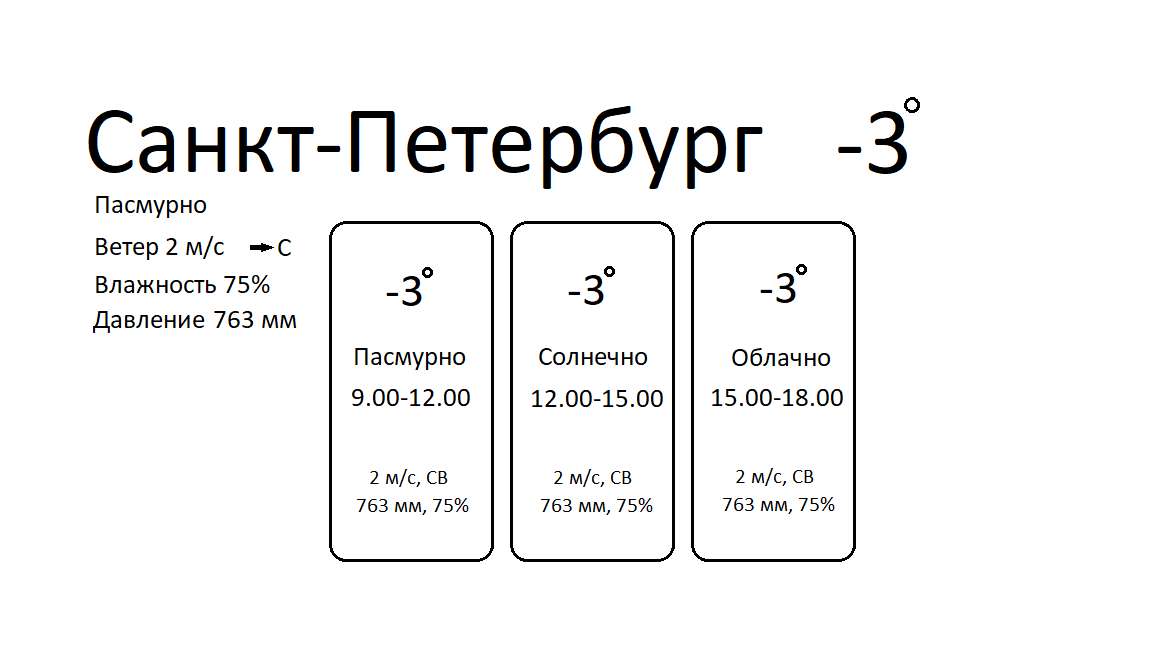 Санкт-Петербург -3°
Пасмурно
Ветер 2 м/с С
Влажность 75%
Давление 763 мм
-3°
Пасмурно
9.00-12.00
2 м/с, СВ
763 мм, 75%
-3°
Солнечно
12.00-15.00
2 м/с, СВ
763 мм, 75%
-3°
Облачно
15.00-18.00
2 м/с, СВ
763 мм, 75%